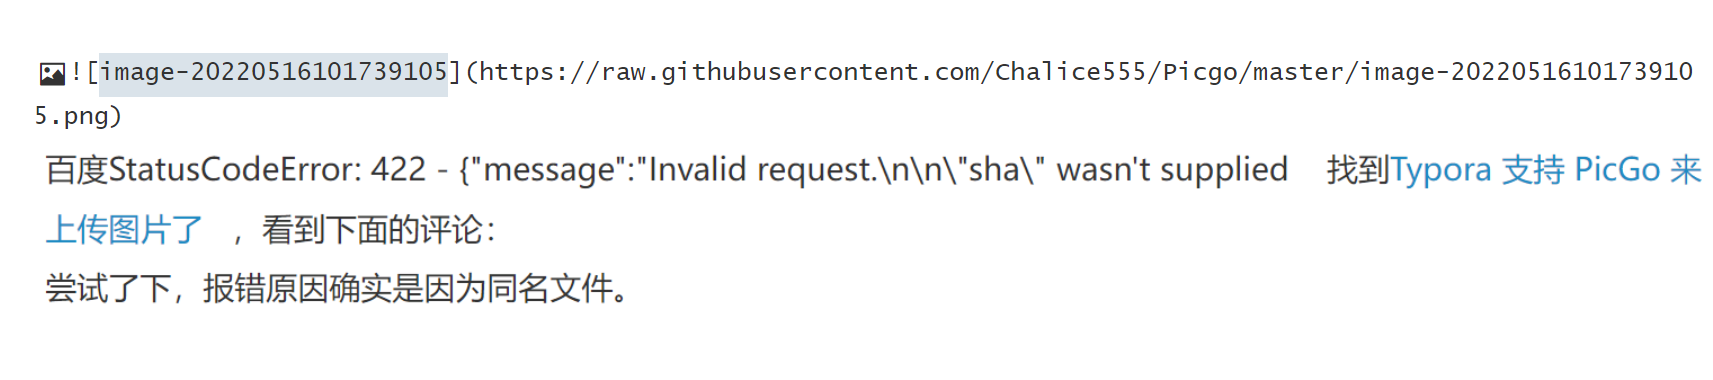 ![image-20220516101739105](https://raw.githubusercontent.com/Chalice555/Picgo/master/image-2022051610173910
5.png)
百度StatusCodeError: 422 - {"message":"Invalid request.\n\n\"sha\" wasn't supplied 找到Typora 支持 PicGo 来
上传图片了 ，看到下面的评论：
尝试了下，报错原因确实是因为同名文件。